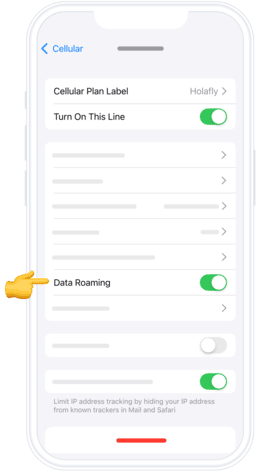 Cellular
Cellular Plan Label
Holafly
Turn On This Line
Data Roaming
Limit IP address tracking by hiding your IP address
from known trackers in Mail and Safari